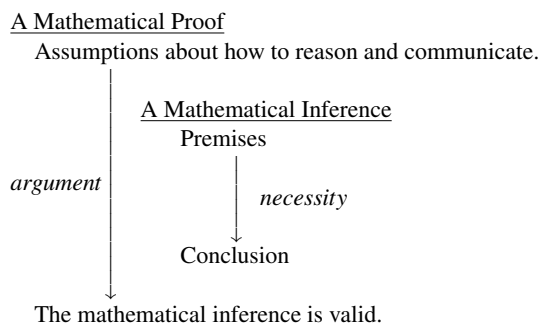 A Mathematical Proof
Assumptions about how to reason and communicate.
A Mathematical Inference
Premises
argument
necessity
Conclusion
The mathematical inference is valid.